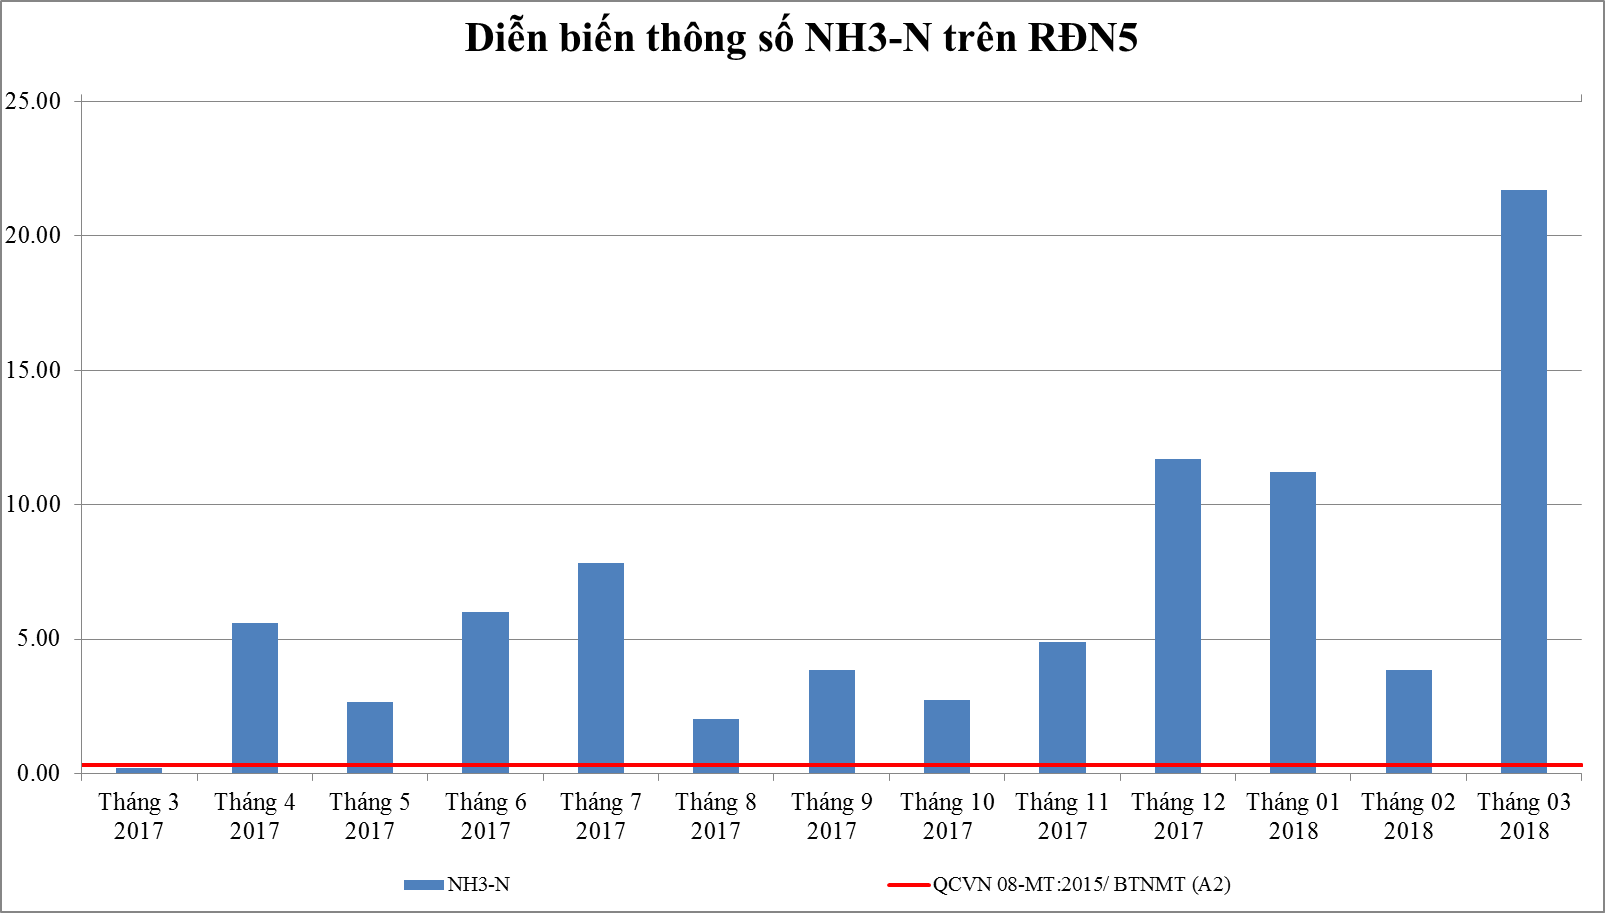 Diễn biến thông số NH3-N trên RĐN5
25.00
20.00
15.00
10.00
5.00
0.00
Tháng 3 Tháng 4 Tháng 5 Tháng 6 Tháng 7 Tháng 8 Tháng 9 Tháng 10 Tháng 11 Tháng 12 Tháng 01 Tháng 02 Tháng 03
2017 2017 2017 2017 2017 2017 2017 2017 2017 2017 2018 2018 2018
NH3-N QCVN 08-MT:2015/ BTNMT (A2)